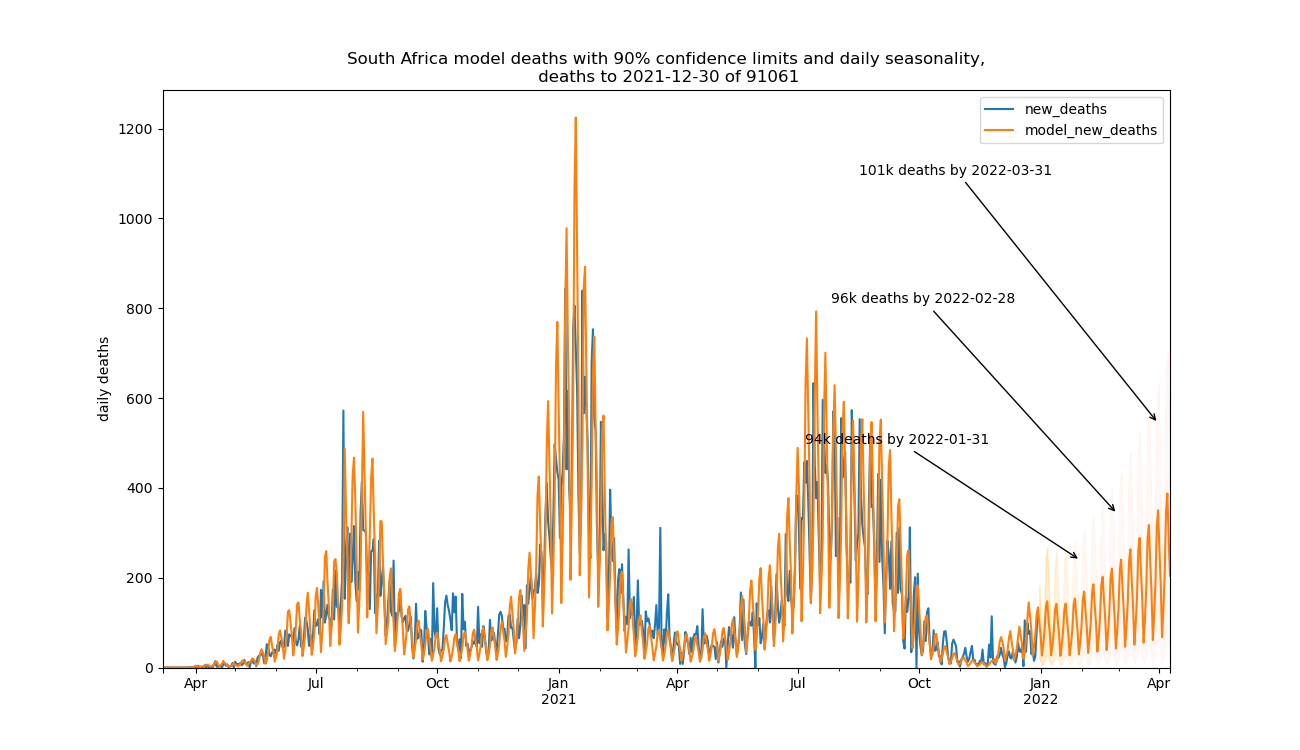 South Africa model deaths with 90% confidence limits and daily seasonality,
deaths to 2021-12-30 of 91061
new_deaths
model_new_deaths
101k deaths by 2022-03-31
96k deaths by 2022-02-28
94k deaths by 2022-01-31
daily deaths
1200
1000
800
600
400
200
0
Apr
Jul
Oct
Jan
2021
Apr
Jul
Oct
Jan
2022
Apr